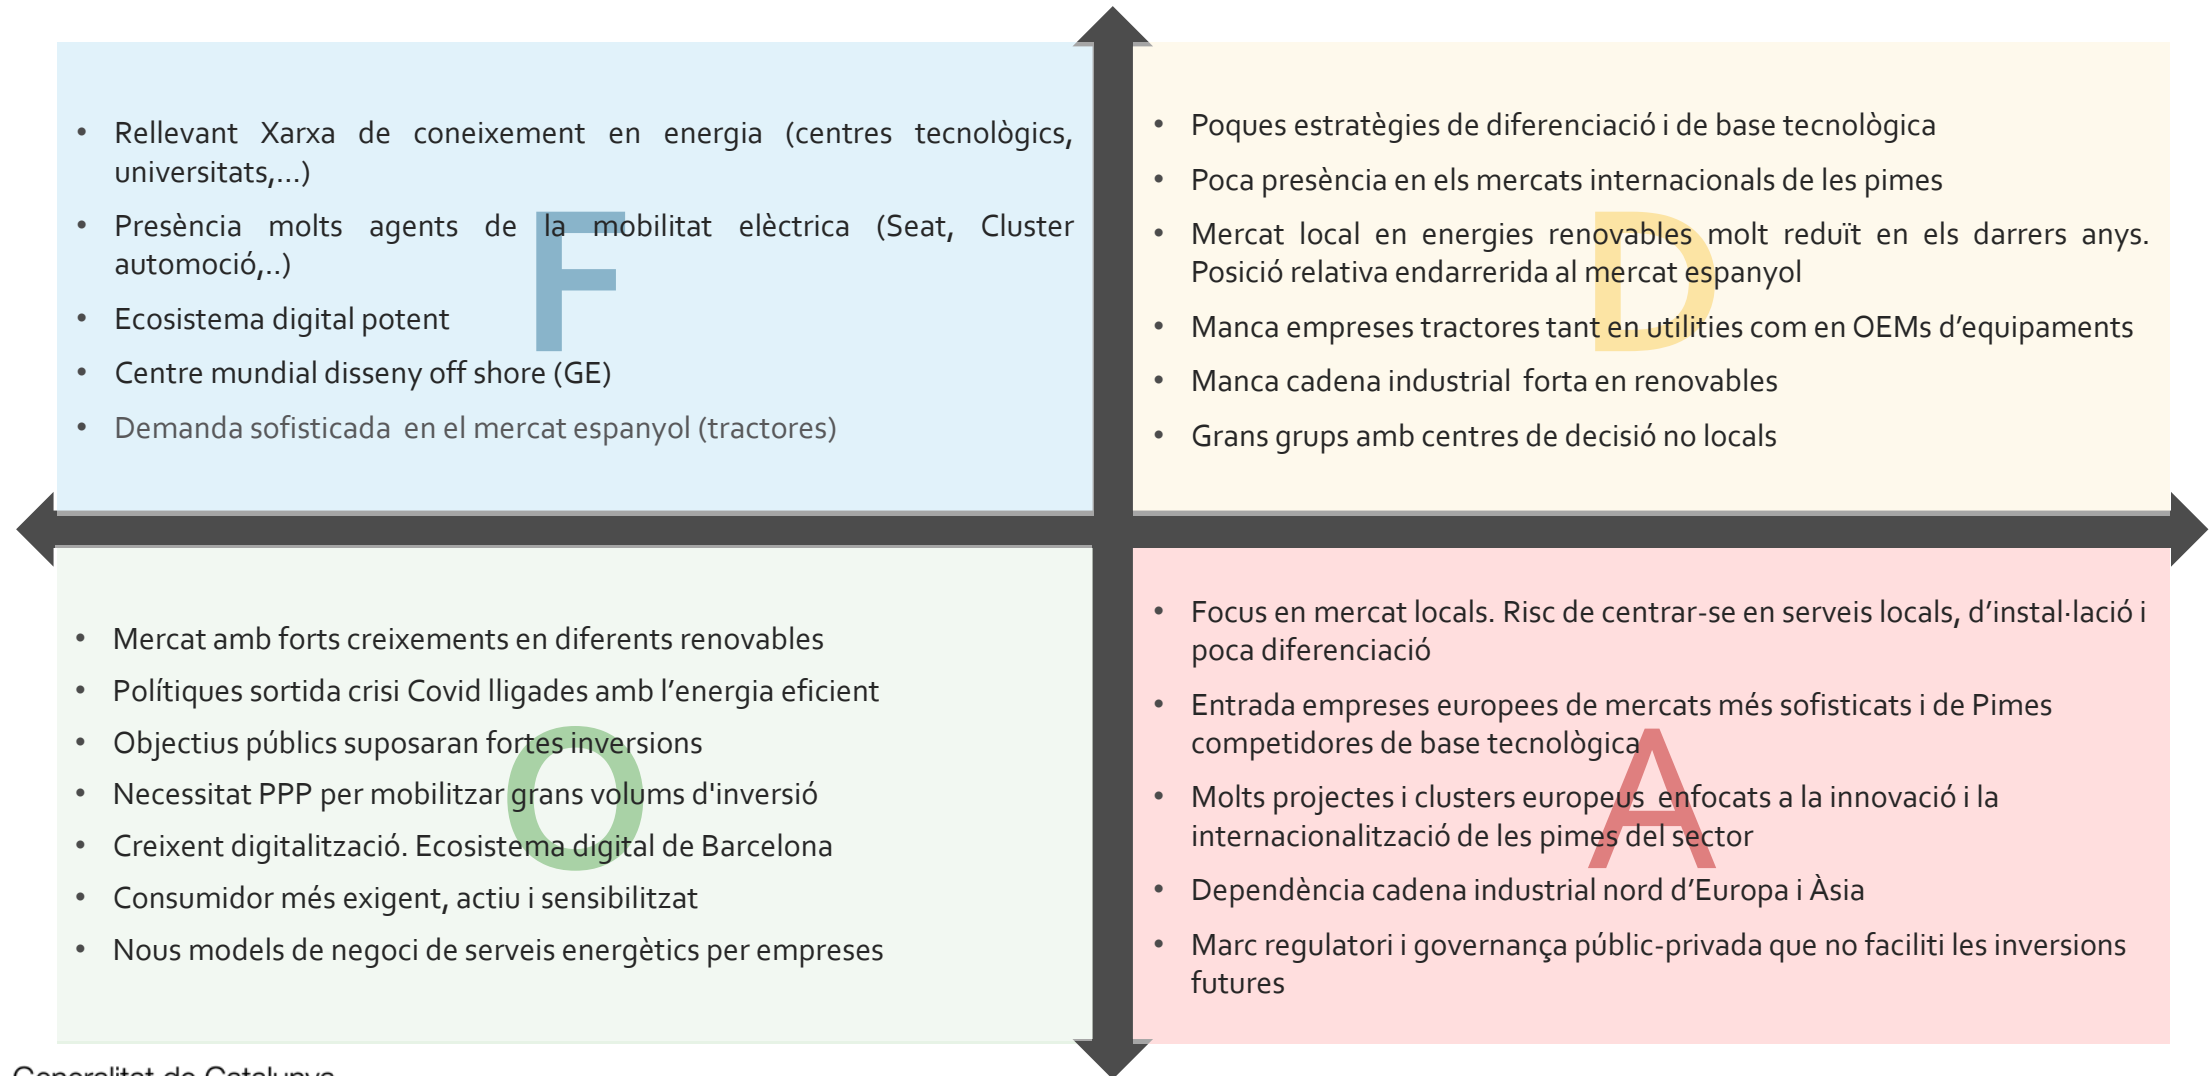 • Rellevant Xarxa de coneixement en energia (centres tecnològics,
universitats,...)
• Presència molts agents de la mobilitat elèctrica (Seat, Cluster
automoció,..)
• Ecosistema digital potent
• Centre mundial disseny off shore (GE)
• Demanda sofisticada en el mercat espanyol (tractores)
F
• Poques estratègies de diferenciació i de base tecnològica
• Poca presència en els mercats internacionals de les pimes
• Mercat local en energies renovables molt reduït en els darrers anys.
Posició relativa endarrerida al mercat espanyol
• Manca empreses tractores tant en utilities com en OEMs d’equipaments
• Manca cadena industrial forta en renovables
• Grans grups amb centres de decisió no locals
D
• Mercat amb forts creixements en diferents renovables
• Polítiques sortida crisi Covid lligades amb l’energia eficient
• Objectius públics suposaran fortes inversions
• Necessitat PPP per mobilitzar grans volums d'inversió
• Creixent digitalització. Ecosistema digital de Barcelona
• Consumidor més exigent, actiu i sensibilitzat
• Nous models de negoci de serveis energètics per empreses
O
• Focus en mercat locals. Risc de centrar-se en serveis locals, d’instal·lació i
poca diferenciació
• Entrada empreses europees de mercats més sofisticats i de Pimes
competidores de base tecnològica
• Molts projectes i clusters europeus enfocats a la innovació i la
internacionalització de les pimes del sector
• Dependència cadena industrial nord d’Europa i Àsia
• Marc regulatori i governança públic-privada que no faciliti les inversions
futures
A
Generalitat de Catalunya